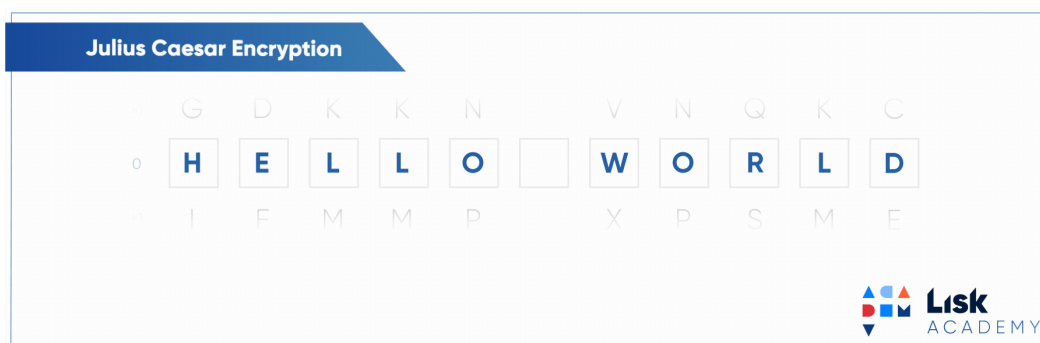 Julius Caesar Encryption
G D K K N V N Q K C
0 H E L L O W O R L D
I F M M P X P S M E
Lisk
ACADEMY